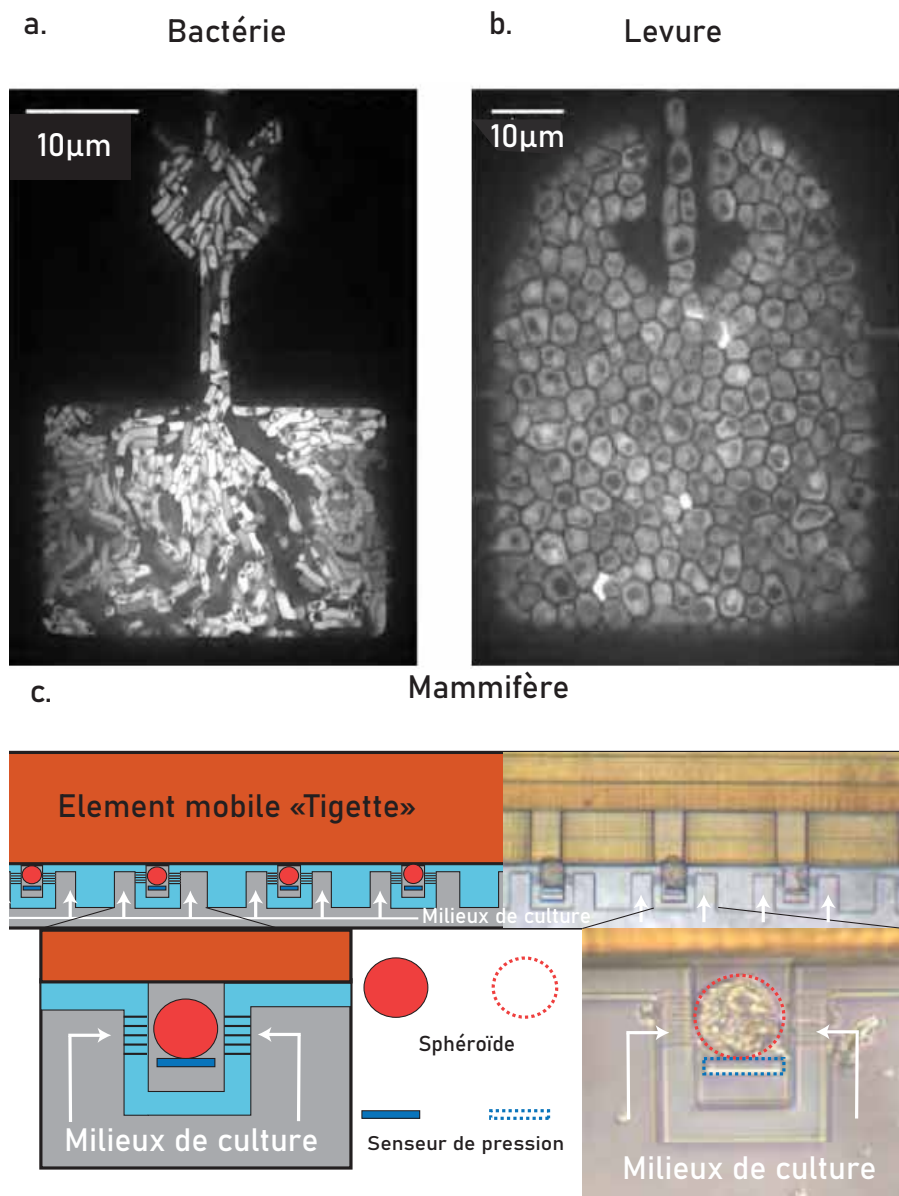 a.
Bactérie
b.
Levure
10µm
10µm
c.
Mammifère
Element mobile «Tigette»
Milieux de culture
Sphéroïde
Milieux de culture
Senseur de pression
Milieux de culture